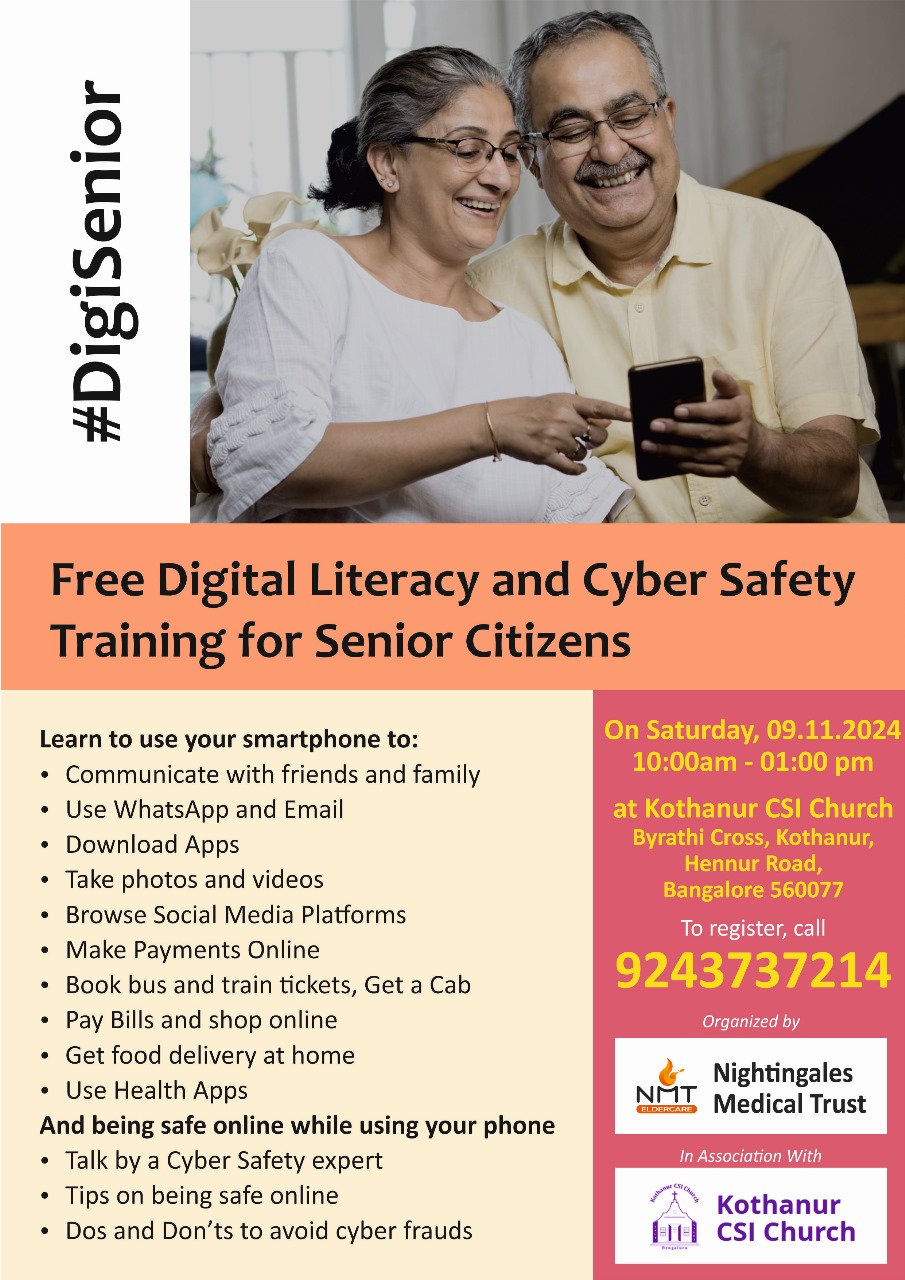 #DigiSenior
Free Digital Literacy and Cyber Safety
Training for Senior Citizens
Learn to use your smartphone to:
• Communicate with friends and family
• Use WhatsApp and Email
• Download Apps
• Take photos and videos
• Browse Social Media Platforms
• Make Payments Online
• Book bus and train tickets, Get a Cab
• Pay Bills and shop online
• Get food delivery at home
• Use Health Apps
And being safe online while using your phone
• Talk by a Cyber Safety expert
• Tips on being safe online
• Dos and Don’ts to avoid cyber frauds
On Saturday, 09.11.2024
10:00am - 01:00 pm
at Kothanur CSI Church
Byrathi Cross, Kothanur,
Hennur Road,
Bangalore 560077
To register, call
9243737214
Organized by
NMT
ELDERCARE
Nightingales
Medical Trust
In Association With
Kothanur CSI Church
Bengaluru
Kothanur
CSI Church